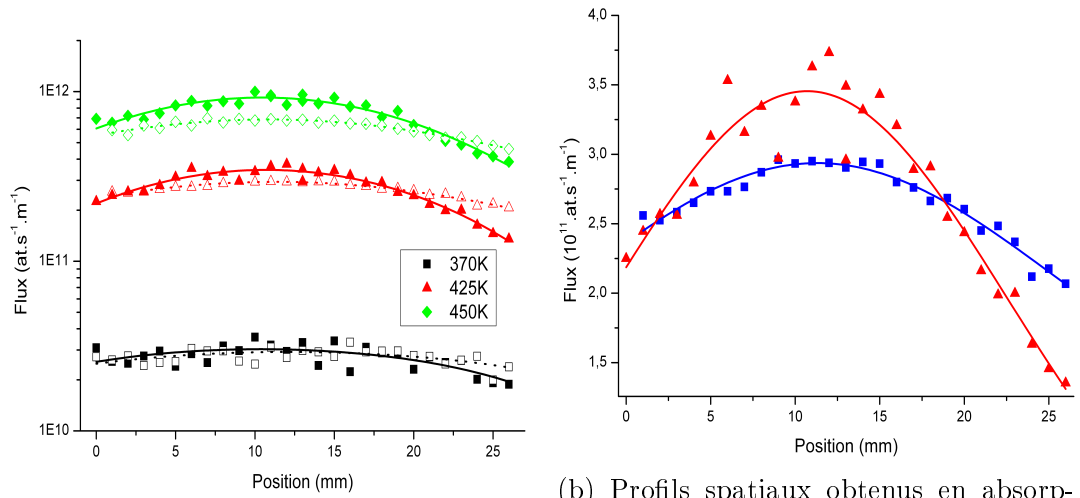 1E12
1E11
1E10
Flux (at.s⁻¹.m⁻¹)
0 5 10 15 20 25
Position (mm)
370K
425K
450K
4,0
3,5
3,0
2,5
2,0
1,5
Flux (10¹¹.at.s⁻¹.m⁻¹)
0 5 10 15 20 25
Position (mm)
(b) Profils spatiaux obtenus en absorp-